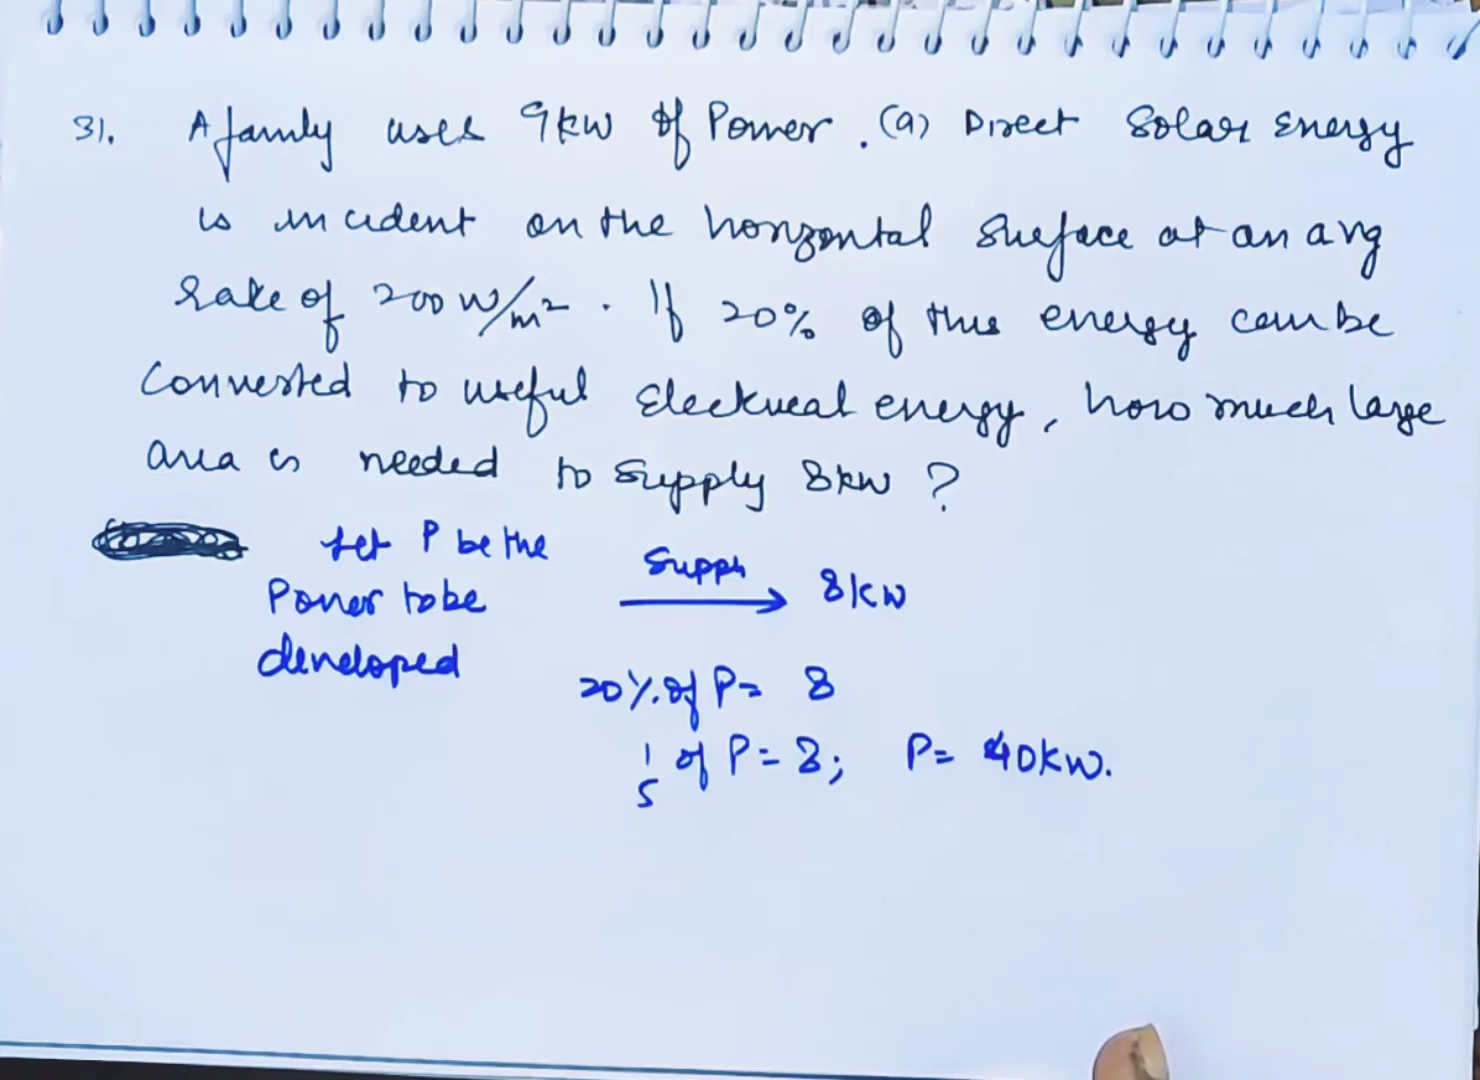 31. A family uses 9kw of Power. (a) Direct Solar Energy
is incident on the horizontal surface at an avg
rate of 200 w/m². If 20% of this energy can be
Converted to useful Electrical energy, how much large
area is needed to supply 8kw ?
Let P be the
Power to be
developed
Supply
8kw
20% of P = 8
1/5 of P = 8; P = 40kw.